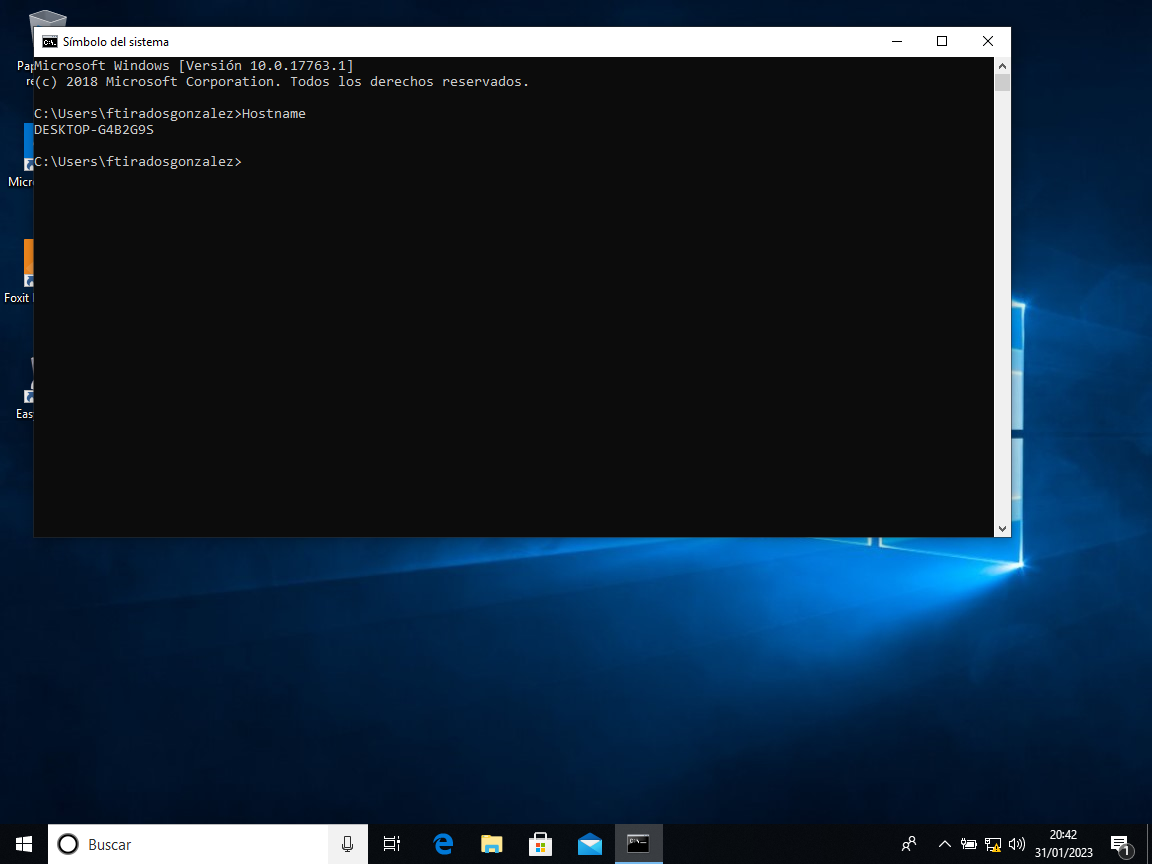 Símbolo del sistema
Microsoft Windows [Versión 10.0.17763.1]
(c) 2018 Microsoft Corporation. Todos los derechos reservados.
C:\Users\ftiradosgonzalez>Hostname
DESKTOP-G4B2G9S
C:\Users\ftiradosgonzalez>
Pap
re
Micr
Foxit
Eas
Buscar
20:42
31/01/2023
1